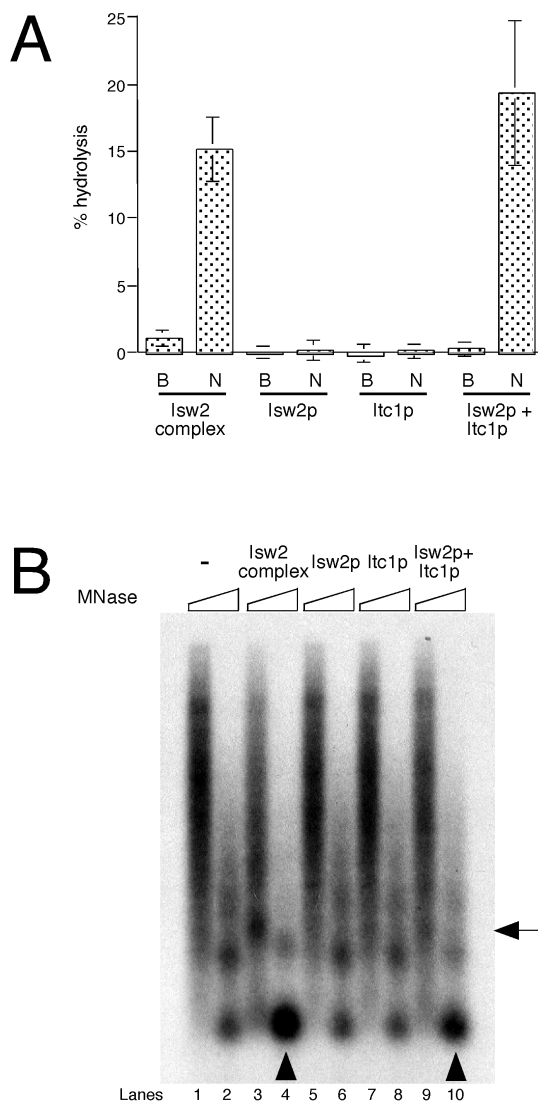 A
25
20
15
10
5
0
% hydrolysis
B N B N B N B N
Isw2 complex
Isw2p
Itc1p
Isw2p + Itc1p
B
-
Isw2 complex
Isw2p
Itc1p
Isw2p+ Itc1p
MNase
Lanes 1 2 3 4 5 6 7 8 9 10